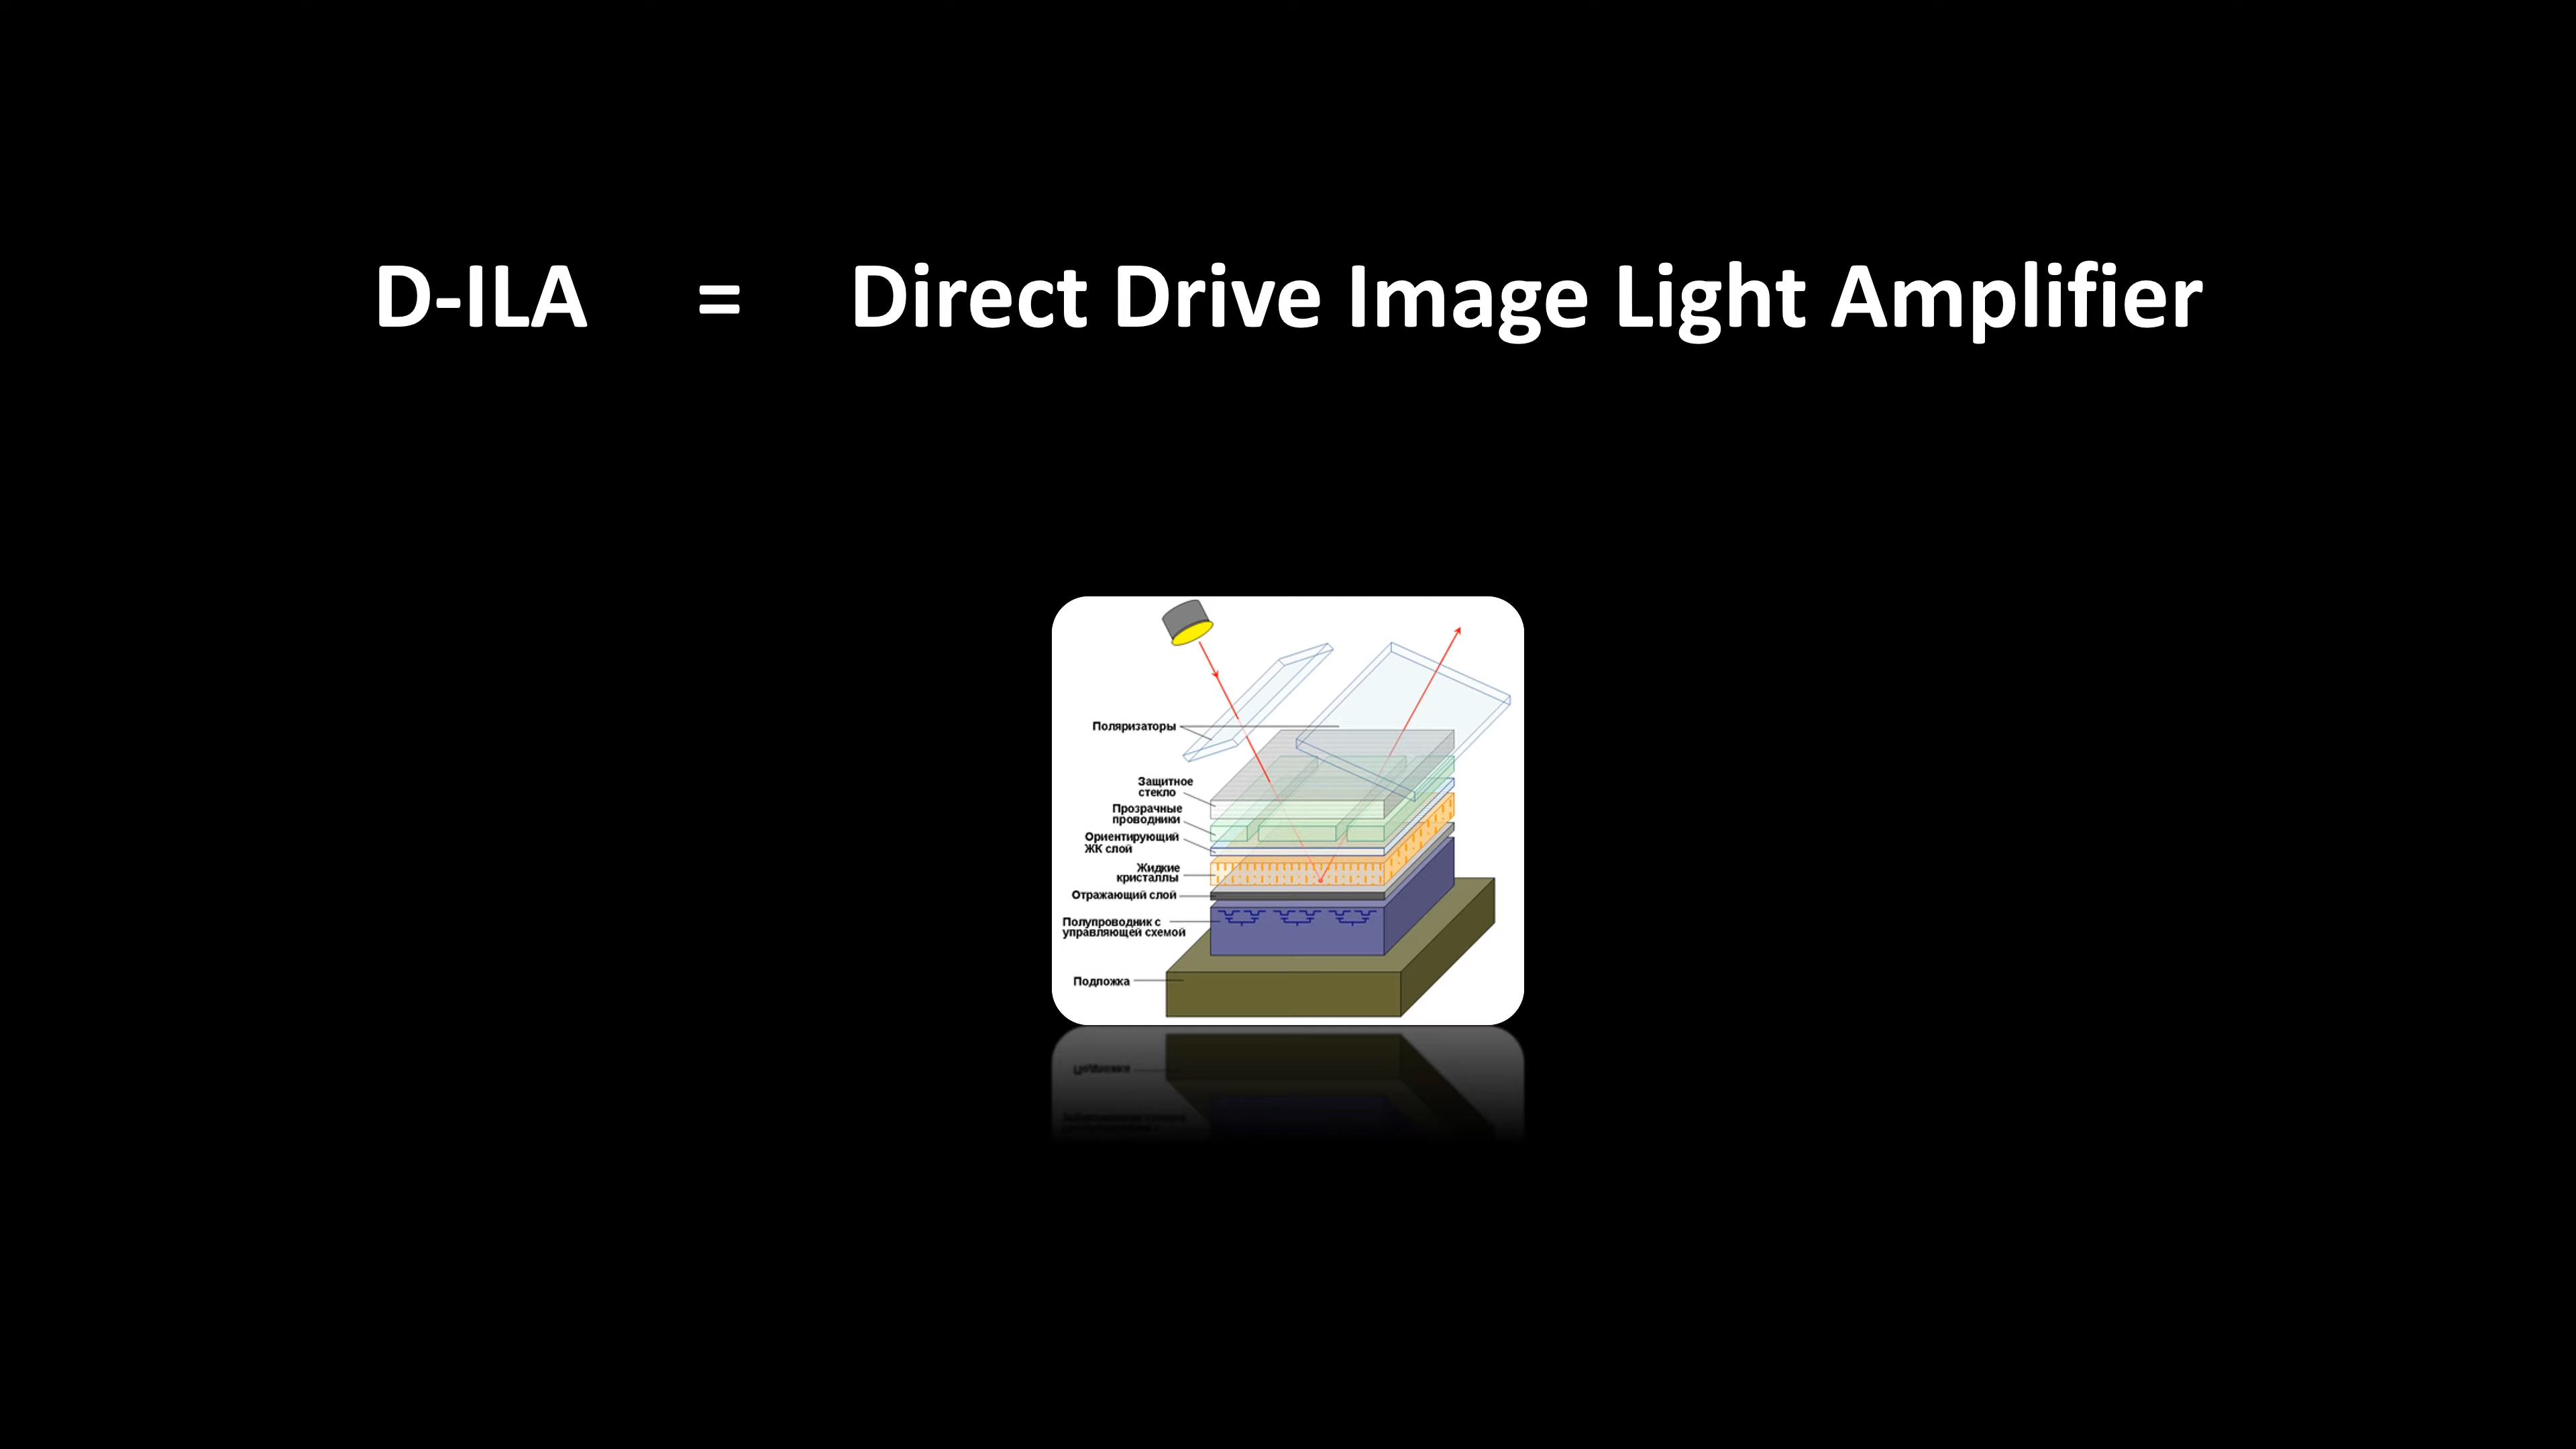 D-ILA = Direct Drive Image Light Amplifier
Поляризаторы
Защитное
стекло
Прозрачные
проводники
Ориентирующий
ЖК слой
Жидкие
кристаллы
Отражающий слой
Полупроводник с
управляющей схемой
Подложка